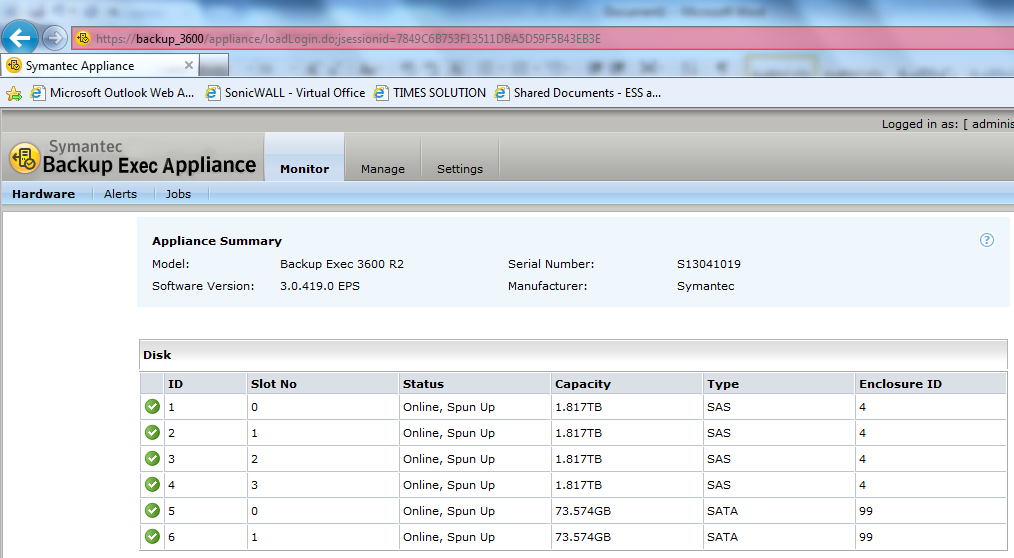 Document1 - Microsoft Word
https://backup_3600/appliance/loadLogin.do;jsessionid=7849C6B753F13511DBA5D59F5B43EB3E
Symantec Appliance
Microsoft Outlook Web A... SonicWALL - Virtual Office TIMES SOLUTION Shared Documents - ESS a...
Logged in as: [ adminis
Symantec
Backup Exec Appliance
Monitor Manage Settings
Hardware Alerts Jobs
Appliance Summary
Model: Backup Exec 3600 R2 Serial Number: S13041019
Software Version: 3.0.419.0 EPS Manufacturer: Symantec
Disk
ID Slot No Status Capacity Type Enclosure ID
1 0 Online, Spun Up 1.817TB SAS 4
2 1 Online, Spun Up 1.817TB SAS 4
3 2 Online, Spun Up 1.817TB SAS 4
4 3 Online, Spun Up 1.817TB SAS 4
5 0 Online, Spun Up 73.574GB SATA 99
6 1 Online, Spun Up 73.574GB SATA 99